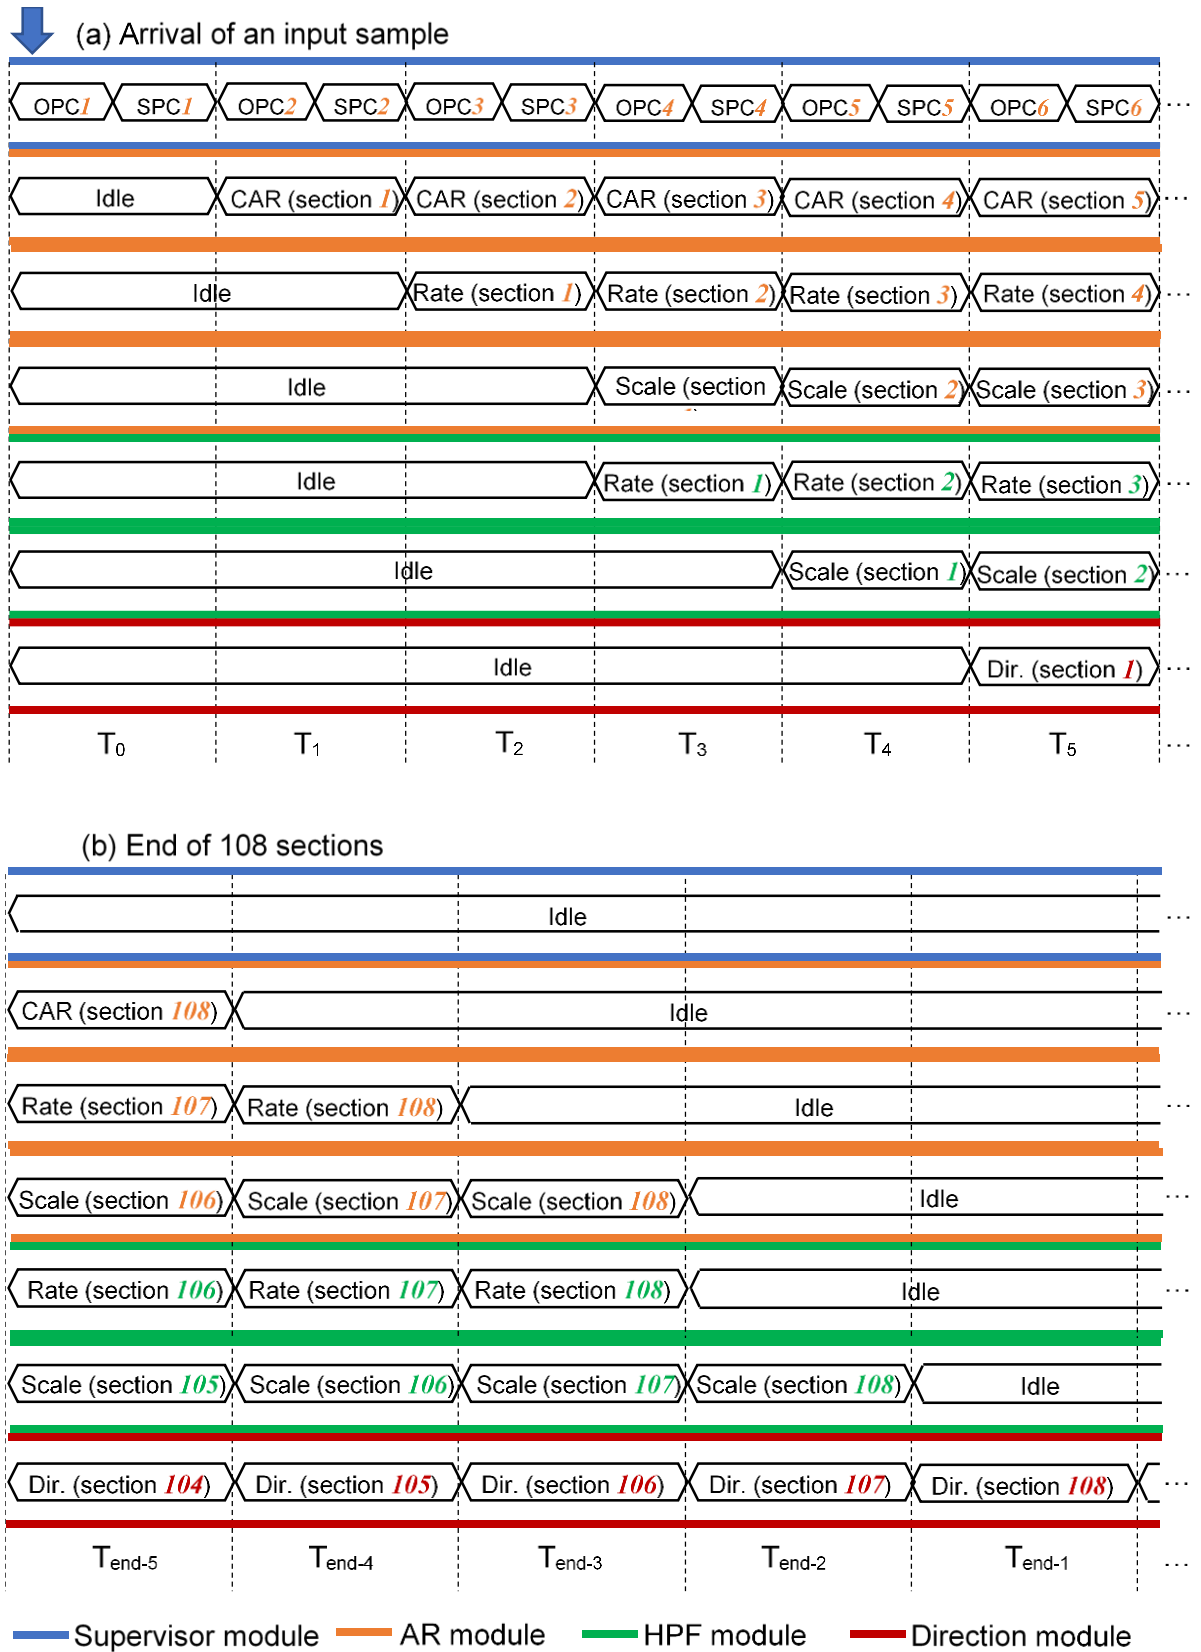 (a) Arrival of an input sample
OPC1 SPC1 OPC2 SPC2 OPC3 SPC3 OPC4 SPC4 OPC5 SPC5 OPC6 SPC6 ...
Idle CAR (section 1) CAR (section 2) CAR (section 3) CAR (section 4) CAR (section 5) ...
Idle Rate (section 1) Rate (section 2) Rate (section 3) Rate (section 4) ...
Idle Scale (section Scale (section 2) Scale (section 3) ...
Idle Rate (section 1) Rate (section 2) Rate (section 3) ...
Idle Scale (section 1) Scale (section 2) ...
Idle Dir. (section 1) ...
T0 T1 T2 T3 T4 T5 ...
(b) End of 108 sections
Idle ...
CAR (section 108) Idle ...
Rate (section 107) Rate (section 108) Idle ...
Scale (section 106) Scale (section 107) Scale (section 108) Idle ...
Rate (section 106) Rate (section 107) Rate (section 108) Idle ...
Scale (section 105) Scale (section 106) Scale (section 107) Scale (section 108) Idle
Dir. (section 104) Dir. (section 105) Dir. (section 106) Dir. (section 107) Dir. (section 108) ...
Tend-5 Tend-4 Tend-3 Tend-2 Tend-1 ...
Supervisor module AR module HPF module Direction module